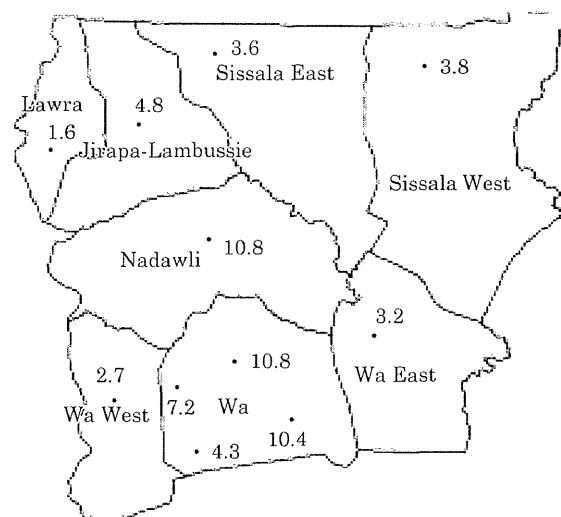 3.6
Sissala East
3.8
Lawra
4.8
1.6
Jirapa-Lambussie
Sissala West
Nadawli
10.8
3.2
Wa East
10.8
2.7
Wa West
7.2
Wa
10.4
4.3